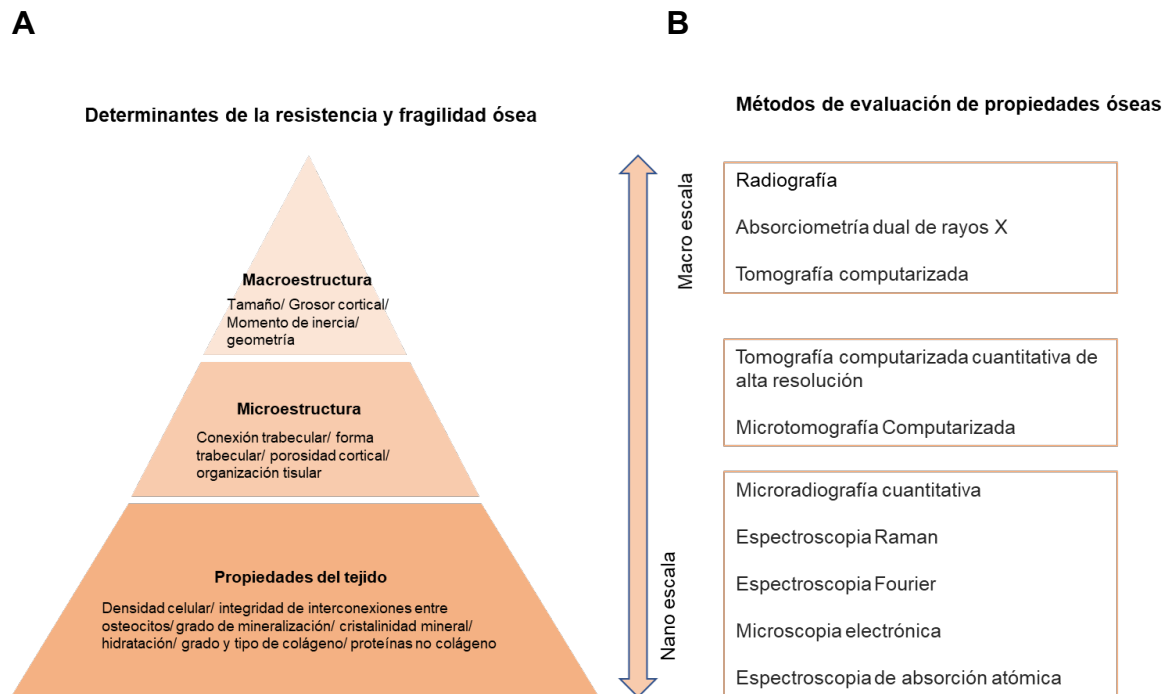 A
B
Determinantes de la resistencia y fragilidad ósea
Métodos de evaluación de propiedades óseas
Macroestructura
Tamaño/ Grosor cortical/
Momento de inercia/
geometría
Microestructura
Conexión trabecular/ forma
trabecular/ porosidad cortical/
organización tisular
Propiedades del tejido
Densidad celular/ integridad de interconexiones entre
osteocitos/ grado de mineralización/ cristalinidad mineral/
hidratación/ grado y tipo de colágeno/ proteínas no colágeno
Macro escala
Nano escala
Radiografía
Absorciometría dual de rayos X
Tomografía computarizada
Tomografía computarizada cuantitativa de
alta resolución
Microtomografía Computarizada
Microradiografía cuantitativa
Espectroscopia Raman
Espectroscopia Fourier
Microscopia electrónica
Espectroscopia de absorción atómica